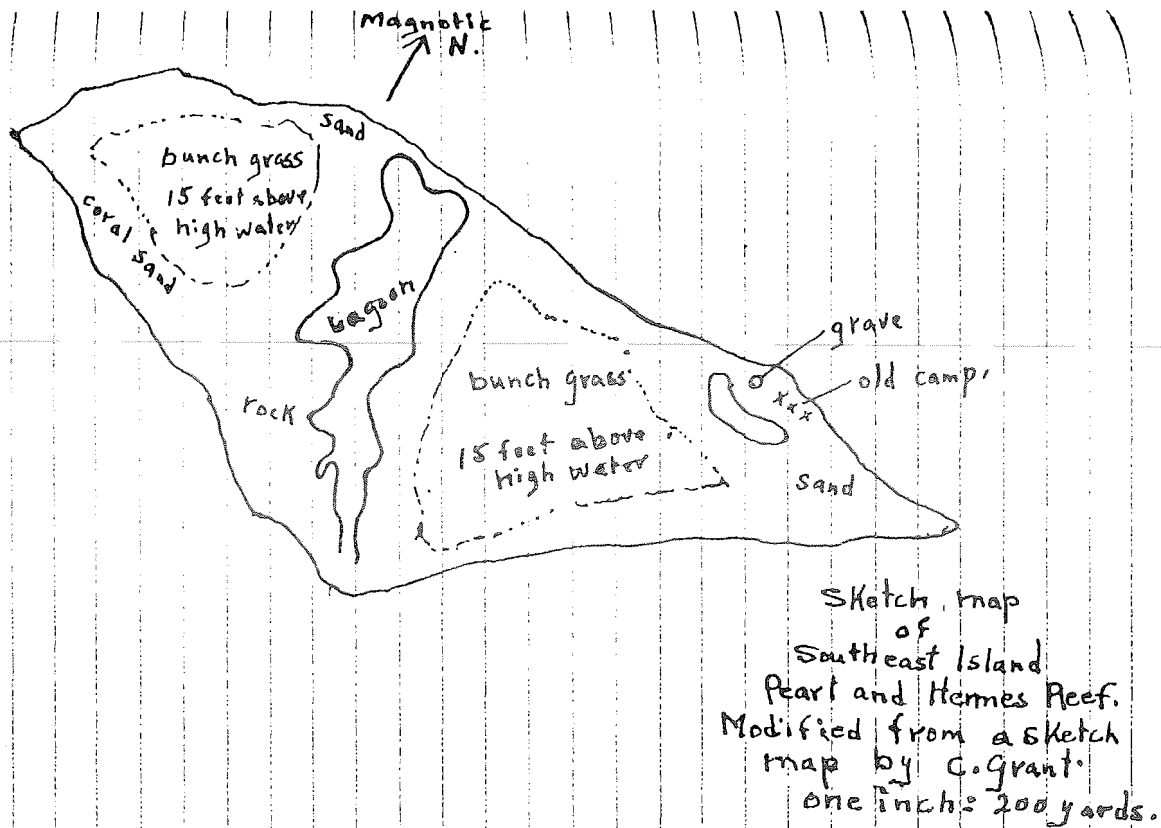 Magnetic
N.
Sand
bunch grass
15 feet above
high water
coral sand
Lagoon
rock
bunch grass
15 feet above
high water
grave
old camp.
xxx
sand
Sketch map
of
Southeast Island
Pearl and Hermes Reef.
Modified from a sketch
map by C. Grant.
one inch = 200 yards.